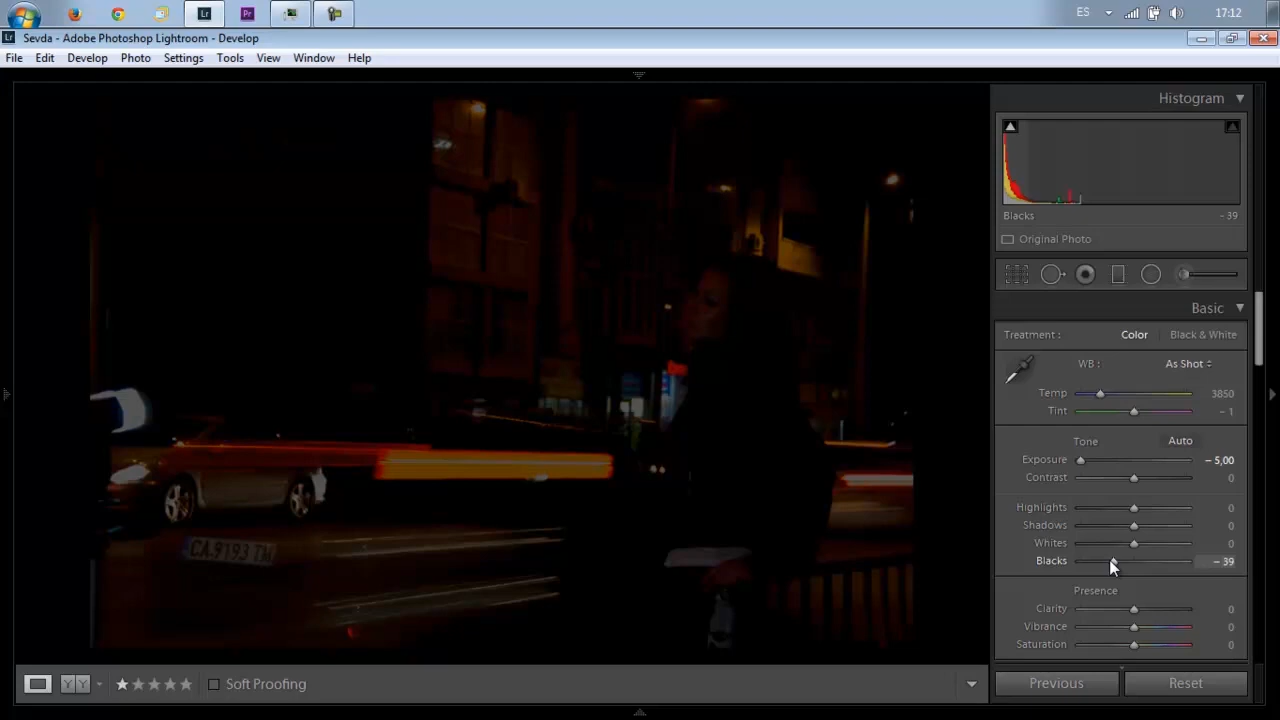 ES
17:12
Sevda - Adobe Photoshop Lightroom - Develop
File Edit Develop Photo Settings Tools View Window Help
Histogram
Blacks - 39
Original Photo
Basic
Treatment : Color Black & White
WB : As Shot
Temp 3850
Tint - 1
Tone Auto
Exposure - 5,00
Contrast 0
Highlights 0
Shadows 0
Whites 0
Blacks - 39
Presence
Clarity 0
Vibrance 0
Saturation 0
CA 9193 TM
Y Y
Soft Proofing
Previous
Reset